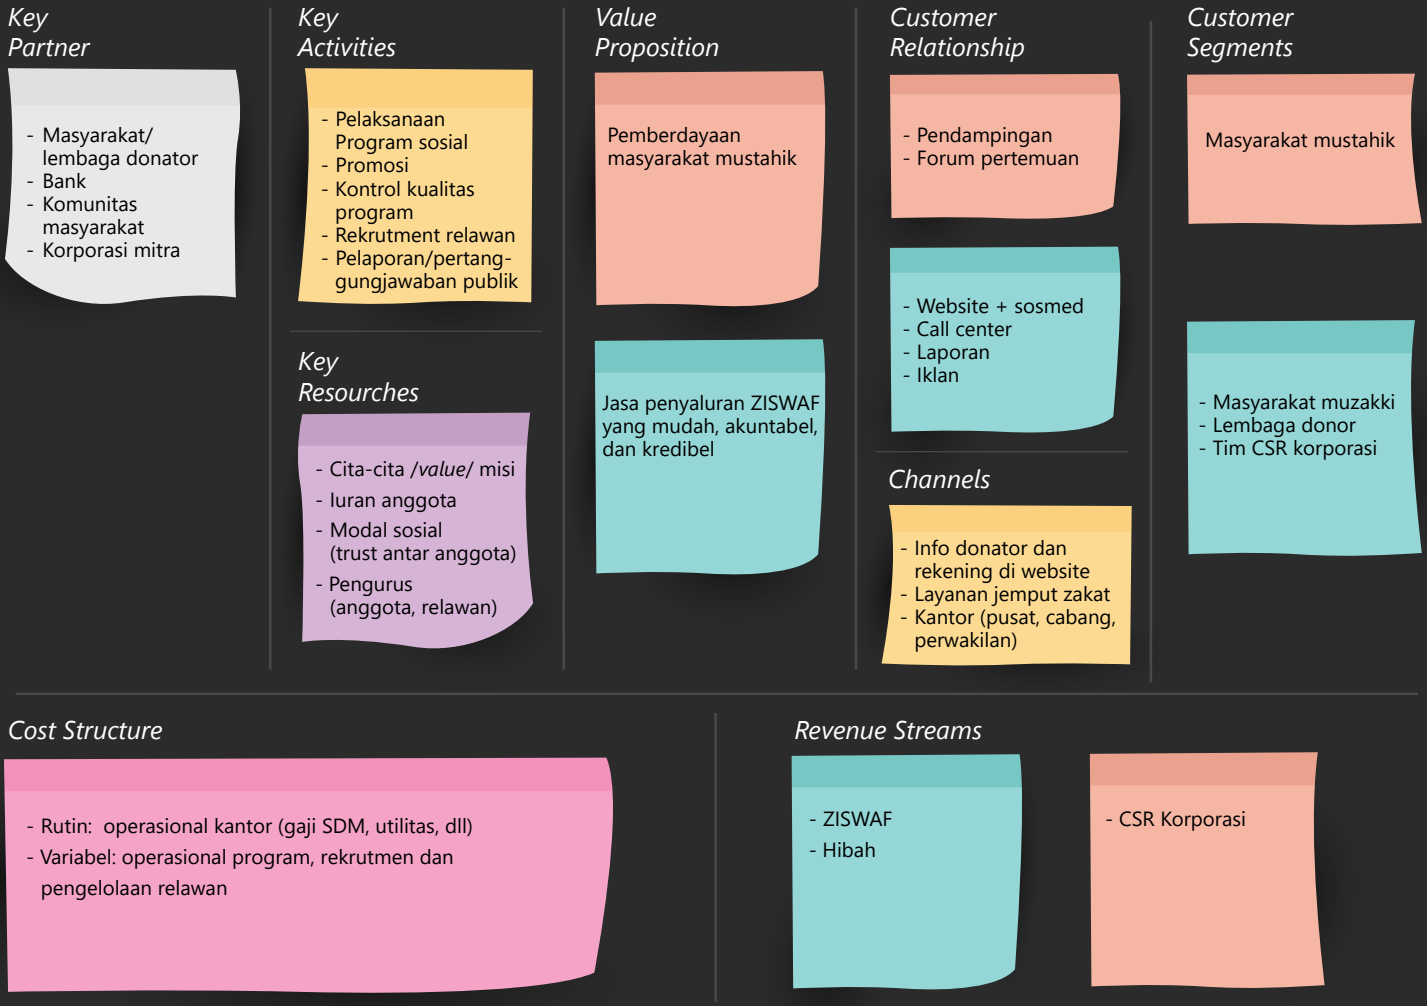 Key
Partner
- Masyarakat/
lembaga donator
- Bank
- Komunitas
masyarakat
- Korporasi mitra
Key
Activities
- Pelaksanaan
Program sosial
- Promosi
- Kontrol kualitas
program
- Rekrutment relawan
- Pelaporan/pertang-
gungjawaban publik
Key
Resourches
- Cita-cita /value/ misi
- Iuran anggota
- Modal sosial
(trust antar anggota)
- Pengurus
(anggota, relawan)
Value
Proposition
Pemberdayaan
masyarakat mustahik
Jasa penyaluran ZISWAF
yang mudah, akuntabel,
dan kredibel
Customer
Relationship
- Pendampingan
- Forum pertemuan
- Website + sosmed
- Call center
- Laporan
- Iklan
Channels
- Info donator dan
rekening di website
- Layanan jemput zakat
- Kantor (pusat, cabang,
perwakilan)
Customer
Segments
Masyarakat mustahik
- Masyarakat muzakki
- Lembaga donor
- Tim CSR korporasi
Cost Structure
- Rutin: operasional kantor (gaji SDM, utilitas, dll)
- Variabel: operasional program, rekrutmen dan
pengelolaan relawan
Revenue Streams
- ZISWAF
- Hibah
- CSR Korporasi